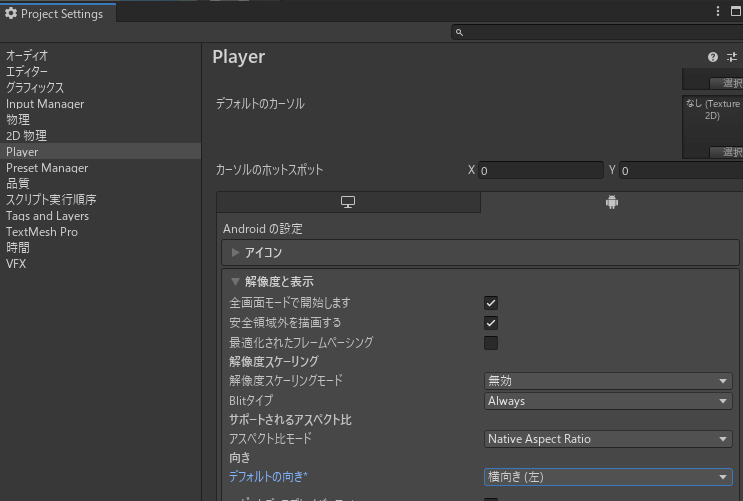 Project Settings
オーディオ
エディター
グラフィックス
Input Manager
物理
2D 物理
Player
Preset Manager
品質
スクリプト実行順序
Tags and Layers
TextMesh Pro
時間
VFX
Player
選択
デフォルトのカーソル
なし (Texture
2D)
選択
カーソルのホットスポット
X 0
Y 0
Android の設定
アイコン
解像度と表示
全画面モードで開始します
安全領域外を描画する
最適化されたフレームペーシング
解像度スケーリング
解像度スケーリングモード 無効
Blitタイプ Always
サポートされるアスペクト比
アスペクト比モード Native Aspect Ratio
向き
デフォルトの向き* 横向き (左)